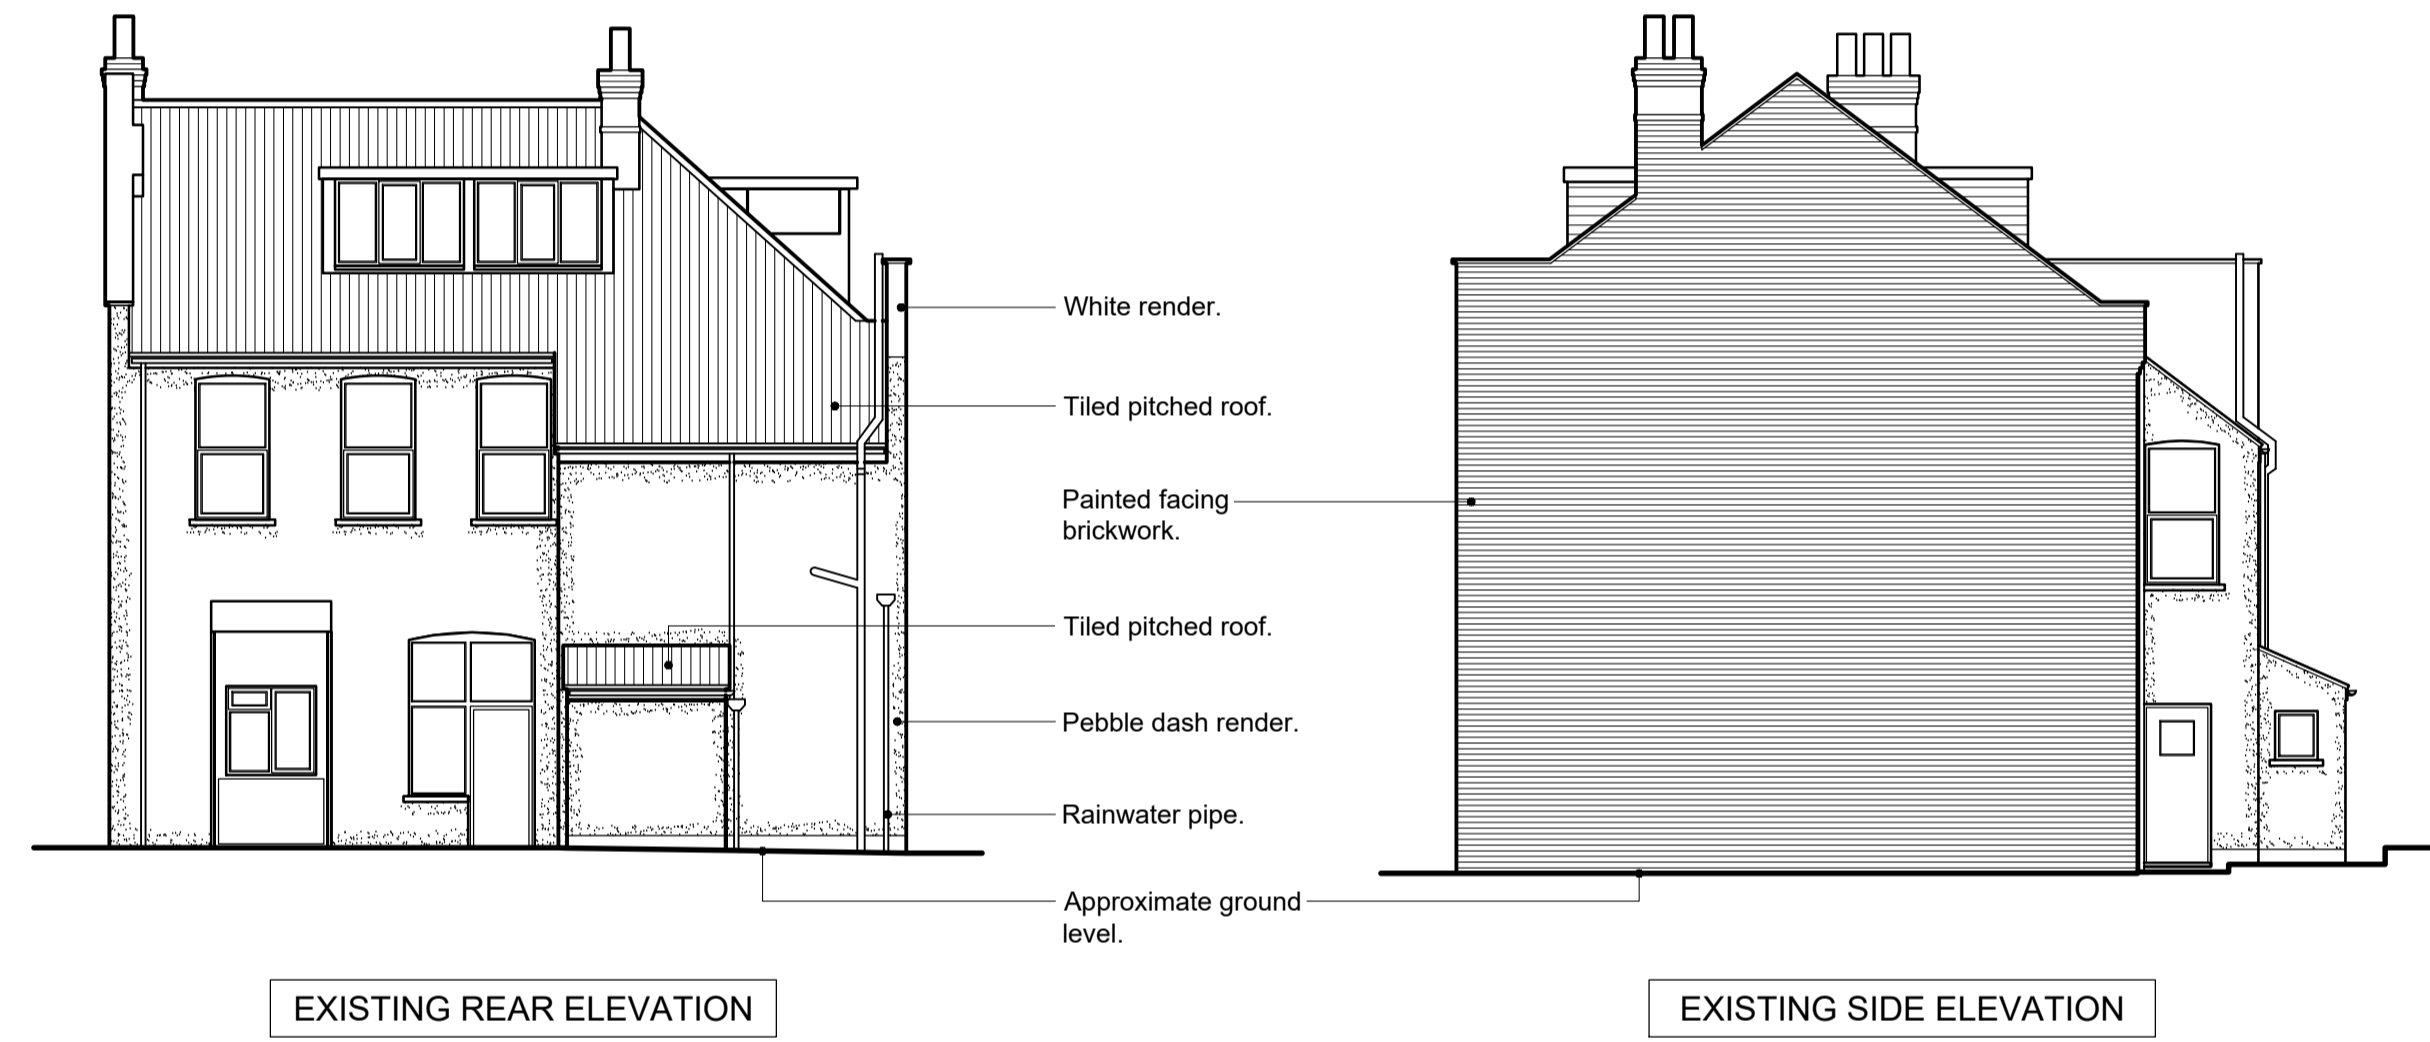 White render.
Tiled pitched roof.
Painted facing
brickwork.
Tiled pitched roof.
Pebble dash render.
Rainwater pipe.
Approximate ground
level.
EXISTING REAR ELEVATION
EXISTING SIDE ELEVATION